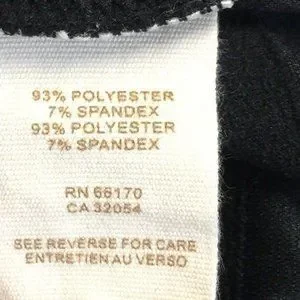 93% POLYESTER
7% SPANDEX
93% POLYESTER
7% SPANDEX
RN 66170
CA 32054
SEE REVERSE FOR CARE
ENTRETIEN AU VERSO